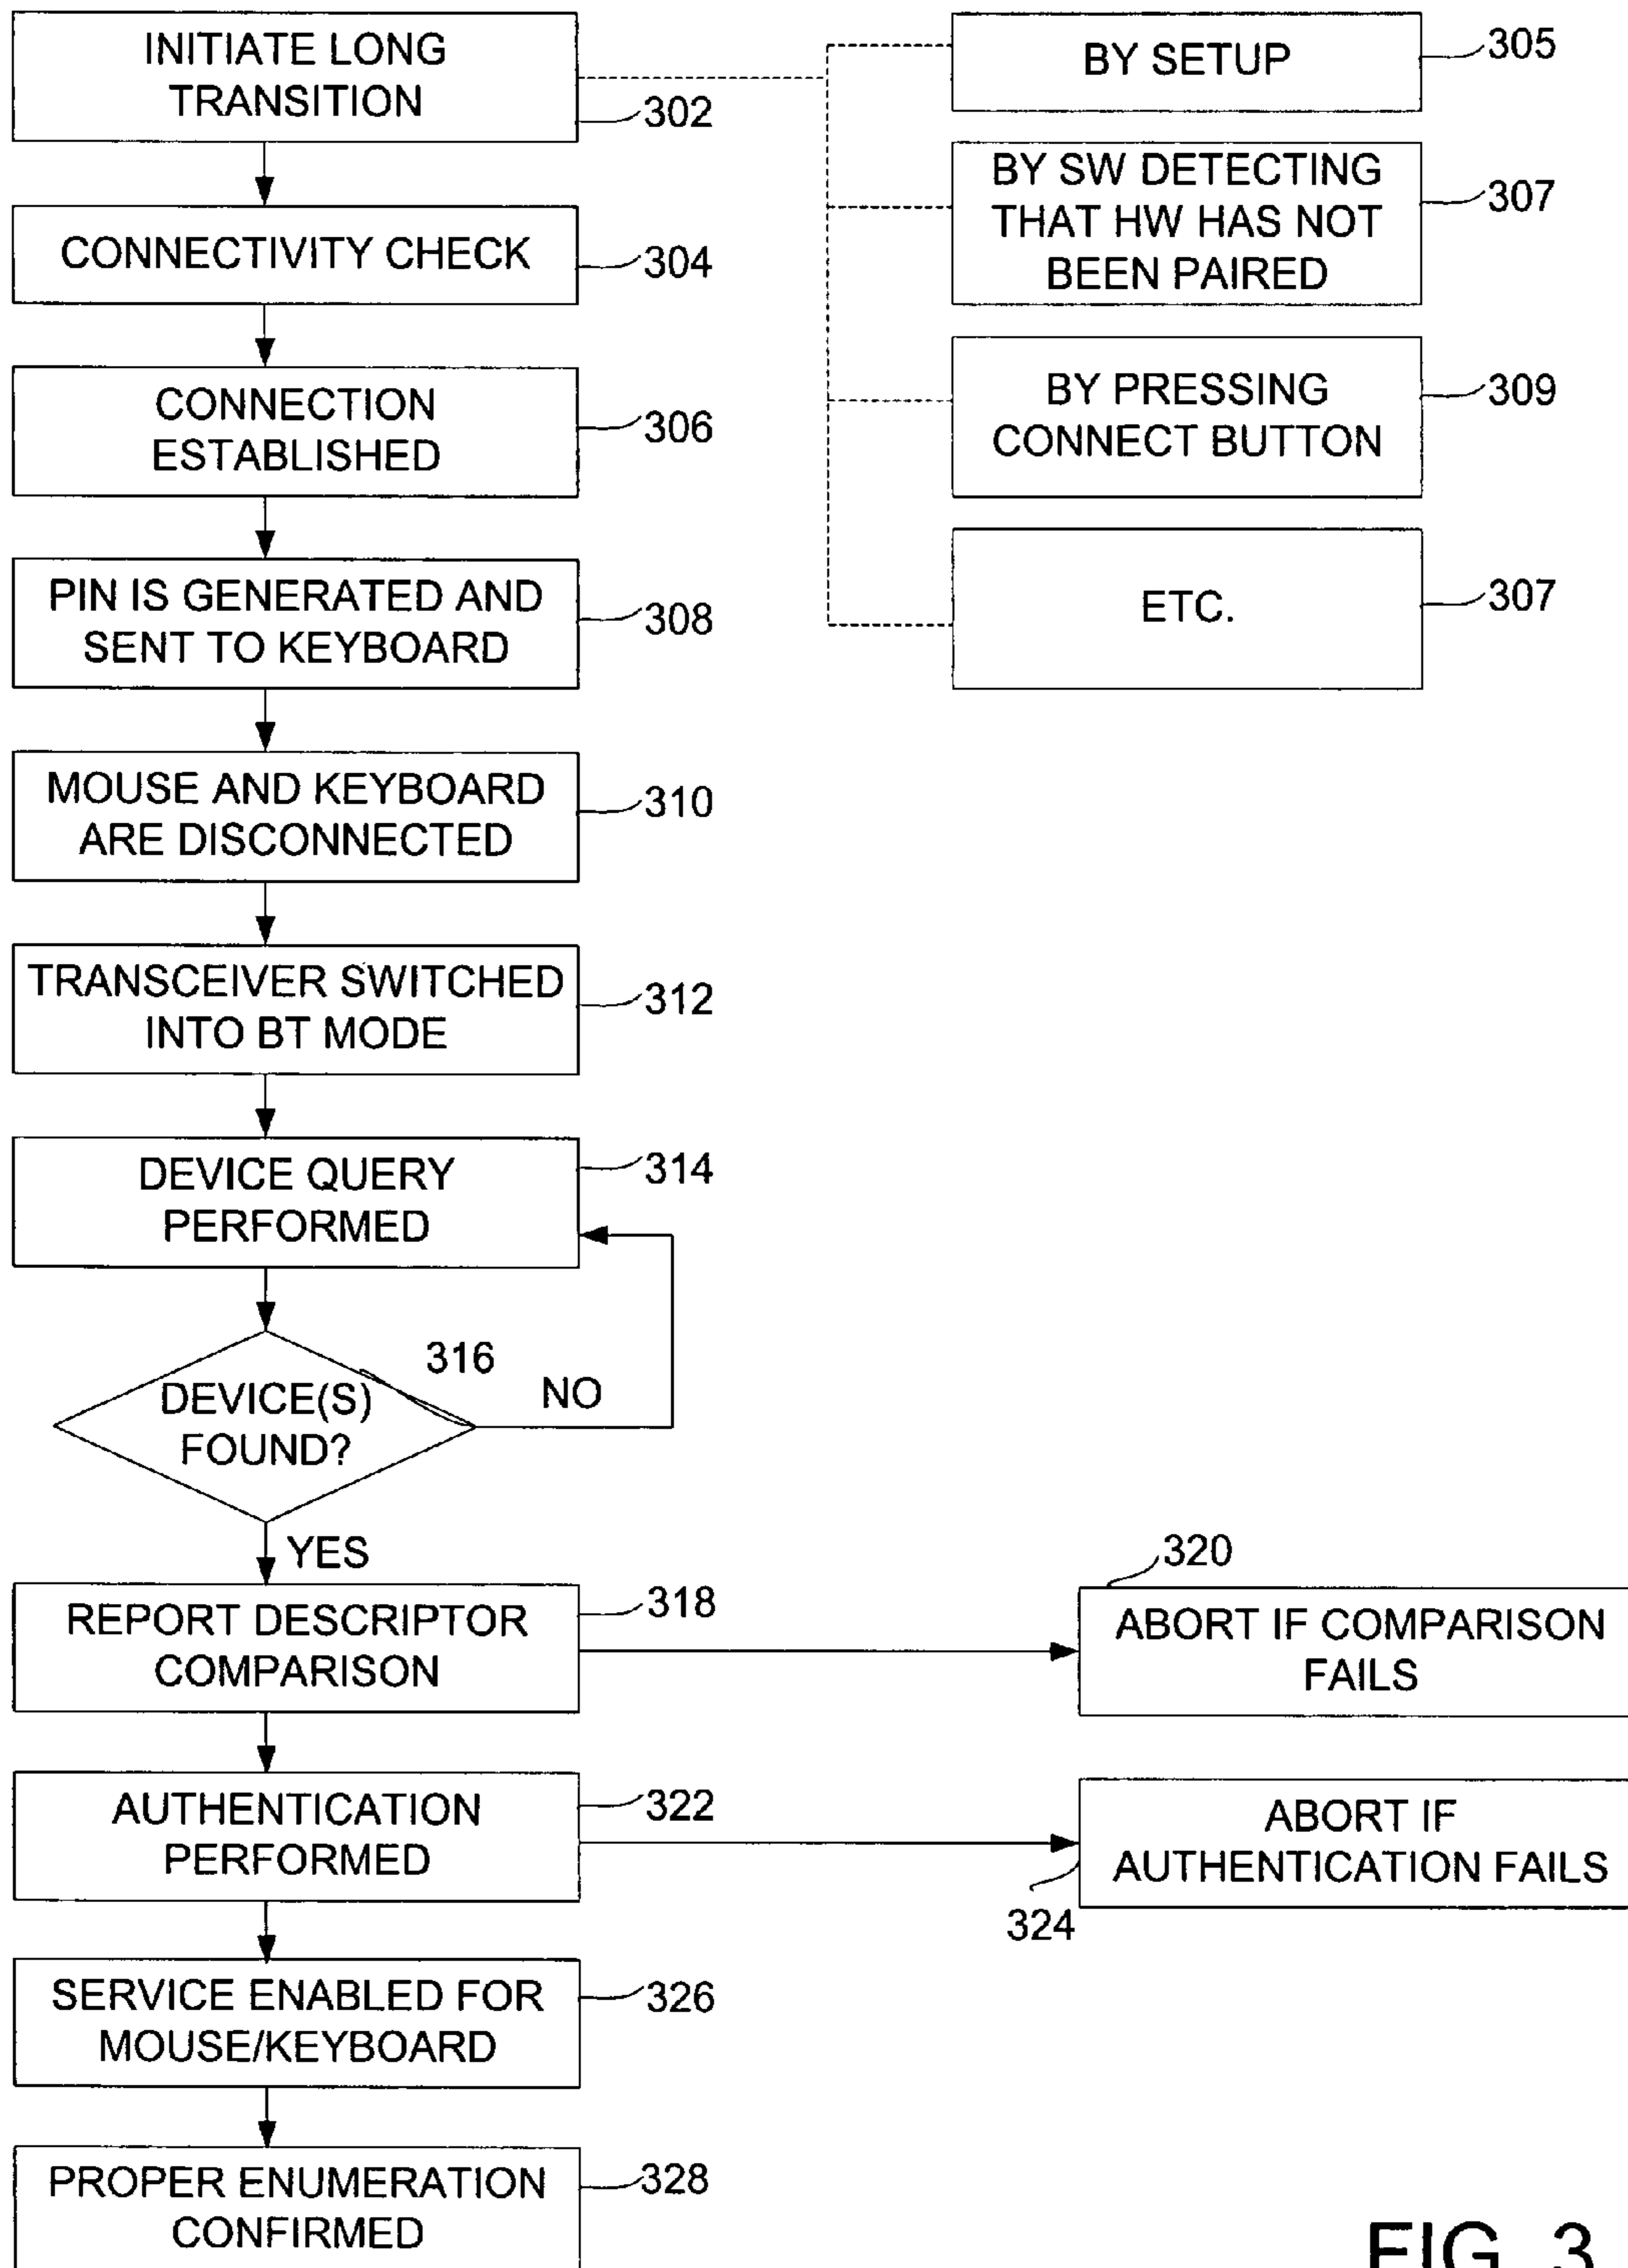 INITIATE LONG
TRANSITION
302
CONNECTIVITY CHECK
304
CONNECTION
ESTABLISHED
306
PIN IS GENERATED AND
SENT TO KEYBOARD
308
MOUSE AND KEYBOARD
ARE DISCONNECTED
310
TRANSCEIVER SWITCHED
INTO BT MODE
312
DEVICE QUERY
PERFORMED
314
DEVICE(S)
FOUND?
316
NO
YES
REPORT DESCRIPTOR
COMPARISON
318
ABORT IF COMPARISON
FAILS
320
AUTHENTICATION
PERFORMED
322
ABORT IF
AUTHENTICATION FAILS
324
SERVICE ENABLED FOR
MOUSE/KEYBOARD
326
PROPER ENUMERATION
CONFIRMED
328
BY SETUP
305
BY SW DETECTING
THAT HW HAS NOT
BEEN PAIRED
307
BY PRESSING
CONNECT BUTTON
309
ETC.
307
FIG. 3